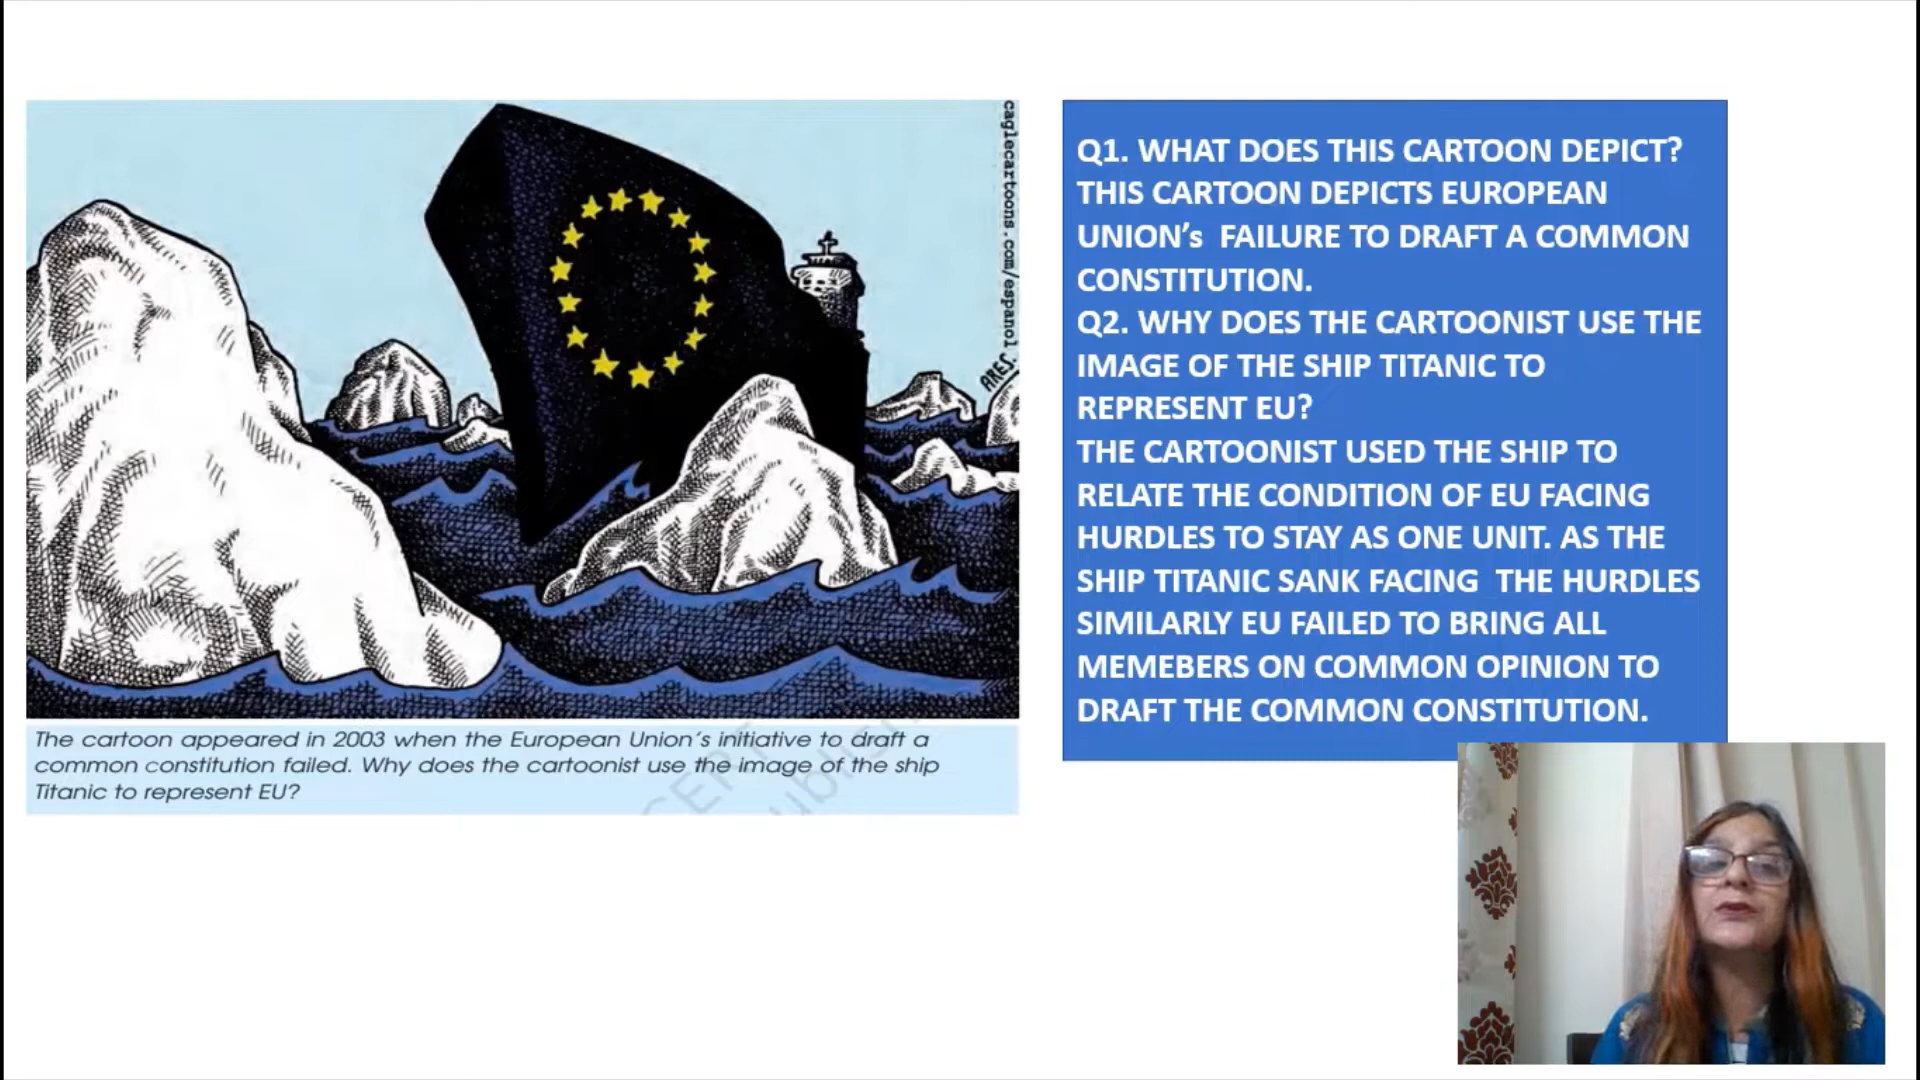 caglecartoons.com/espanol
ARES
The cartoon appeared in 2003 when the European Union's initiative to draft a
common constitution failed. Why does the cartoonist use the image of the ship
Titanic to represent EU?
Q1. WHAT DOES THIS CARTOON DEPICT?
THIS CARTOON DEPICTS EUROPEAN
UNION's FAILURE TO DRAFT A COMMON
CONSTITUTION.
Q2. WHY DOES THE CARTOONIST USE THE
IMAGE OF THE SHIP TITANIC TO
REPRESENT EU?
THE CARTOONIST USED THE SHIP TO
RELATE THE CONDITION OF EU FACING
HURDLES TO STAY AS ONE UNIT. AS THE
SHIP TITANIC SANK FACING THE HURDLES
SIMILARLY EU FAILED TO BRING ALL
MEMEBERS ON COMMON OPINION TO
DRAFT THE COMMON CONSTITUTION.